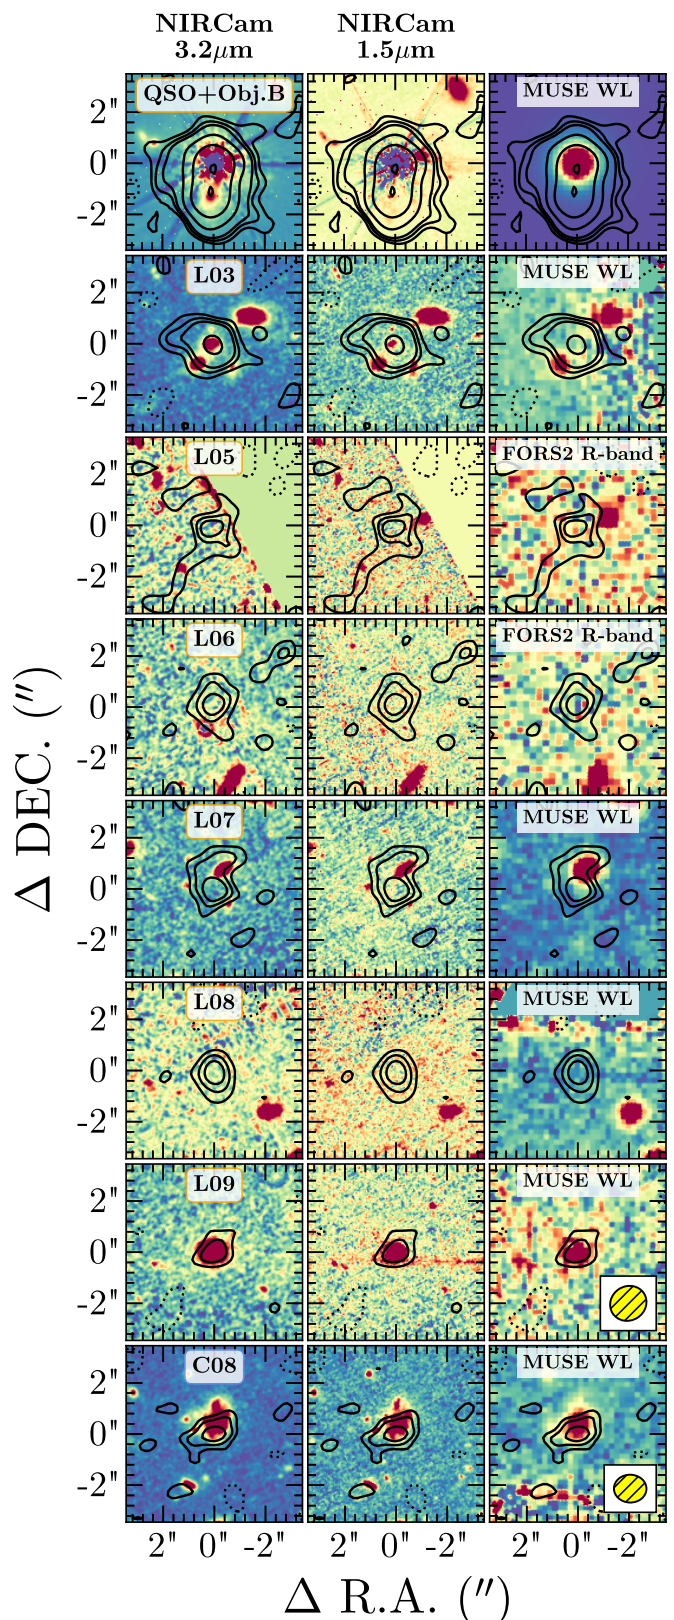 NIRCam NIRCam
3.2μm 1.5μm
QSO+Obj.B MUSE WL
2"
0"
-2"
L03 MUSE WL
2"
0"
-2"
L05 FORS2 R-band
2"
0"
-2"
L06 FORS2 R-band
2"
0"
-2"
L07 MUSE WL
2"
0"
-2"
L08 MUSE WL
2"
0"
-2"
L09 MUSE WL
2"
0"
-2"
C08 MUSE WL
2"
0"
-2"
2" 0" -2" 2" 0" -2" 2" 0" -2"
Δ DEC. (″)
Δ R.A. (″)